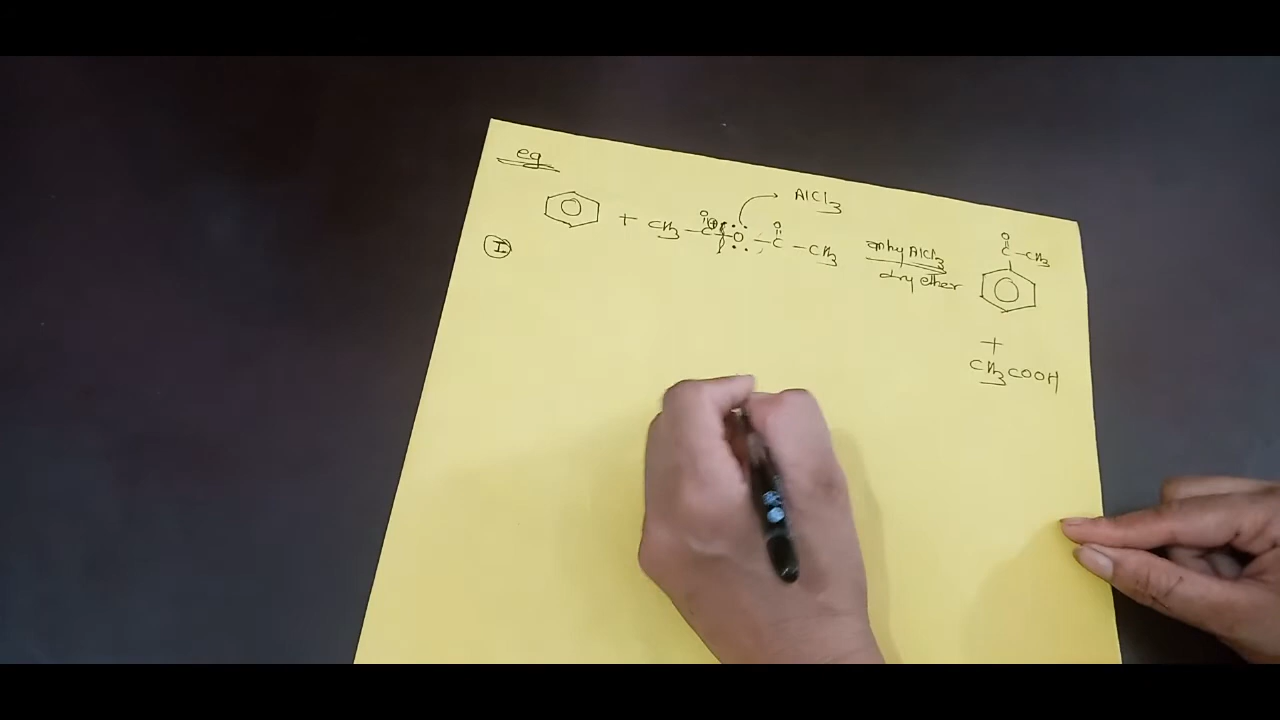 eg
AlCl3
+ CH3 - C - O - C - CH3
O
O
anhy AlCl3
dry ether
O
C - CH3
I
+
CH3COOH